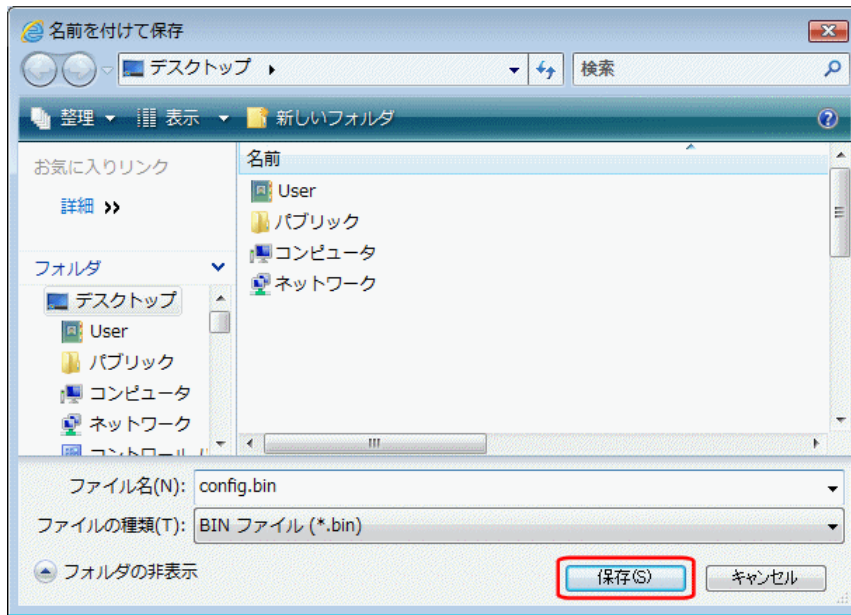 名前を付けて保存
デスクトップ
検索
整理 表示 新しいフォルダ
お気に入りリンク
詳細
フォルダ
デスクトップ
User
パブリック
コンピュータ
ネットワーク
名前
User
パブリック
コンピュータ
ネットワーク
ファイル名(N): config.bin
ファイルの種類(T): BIN ファイル (*.bin)
フォルダの非表示
保存(S)
キャンセル